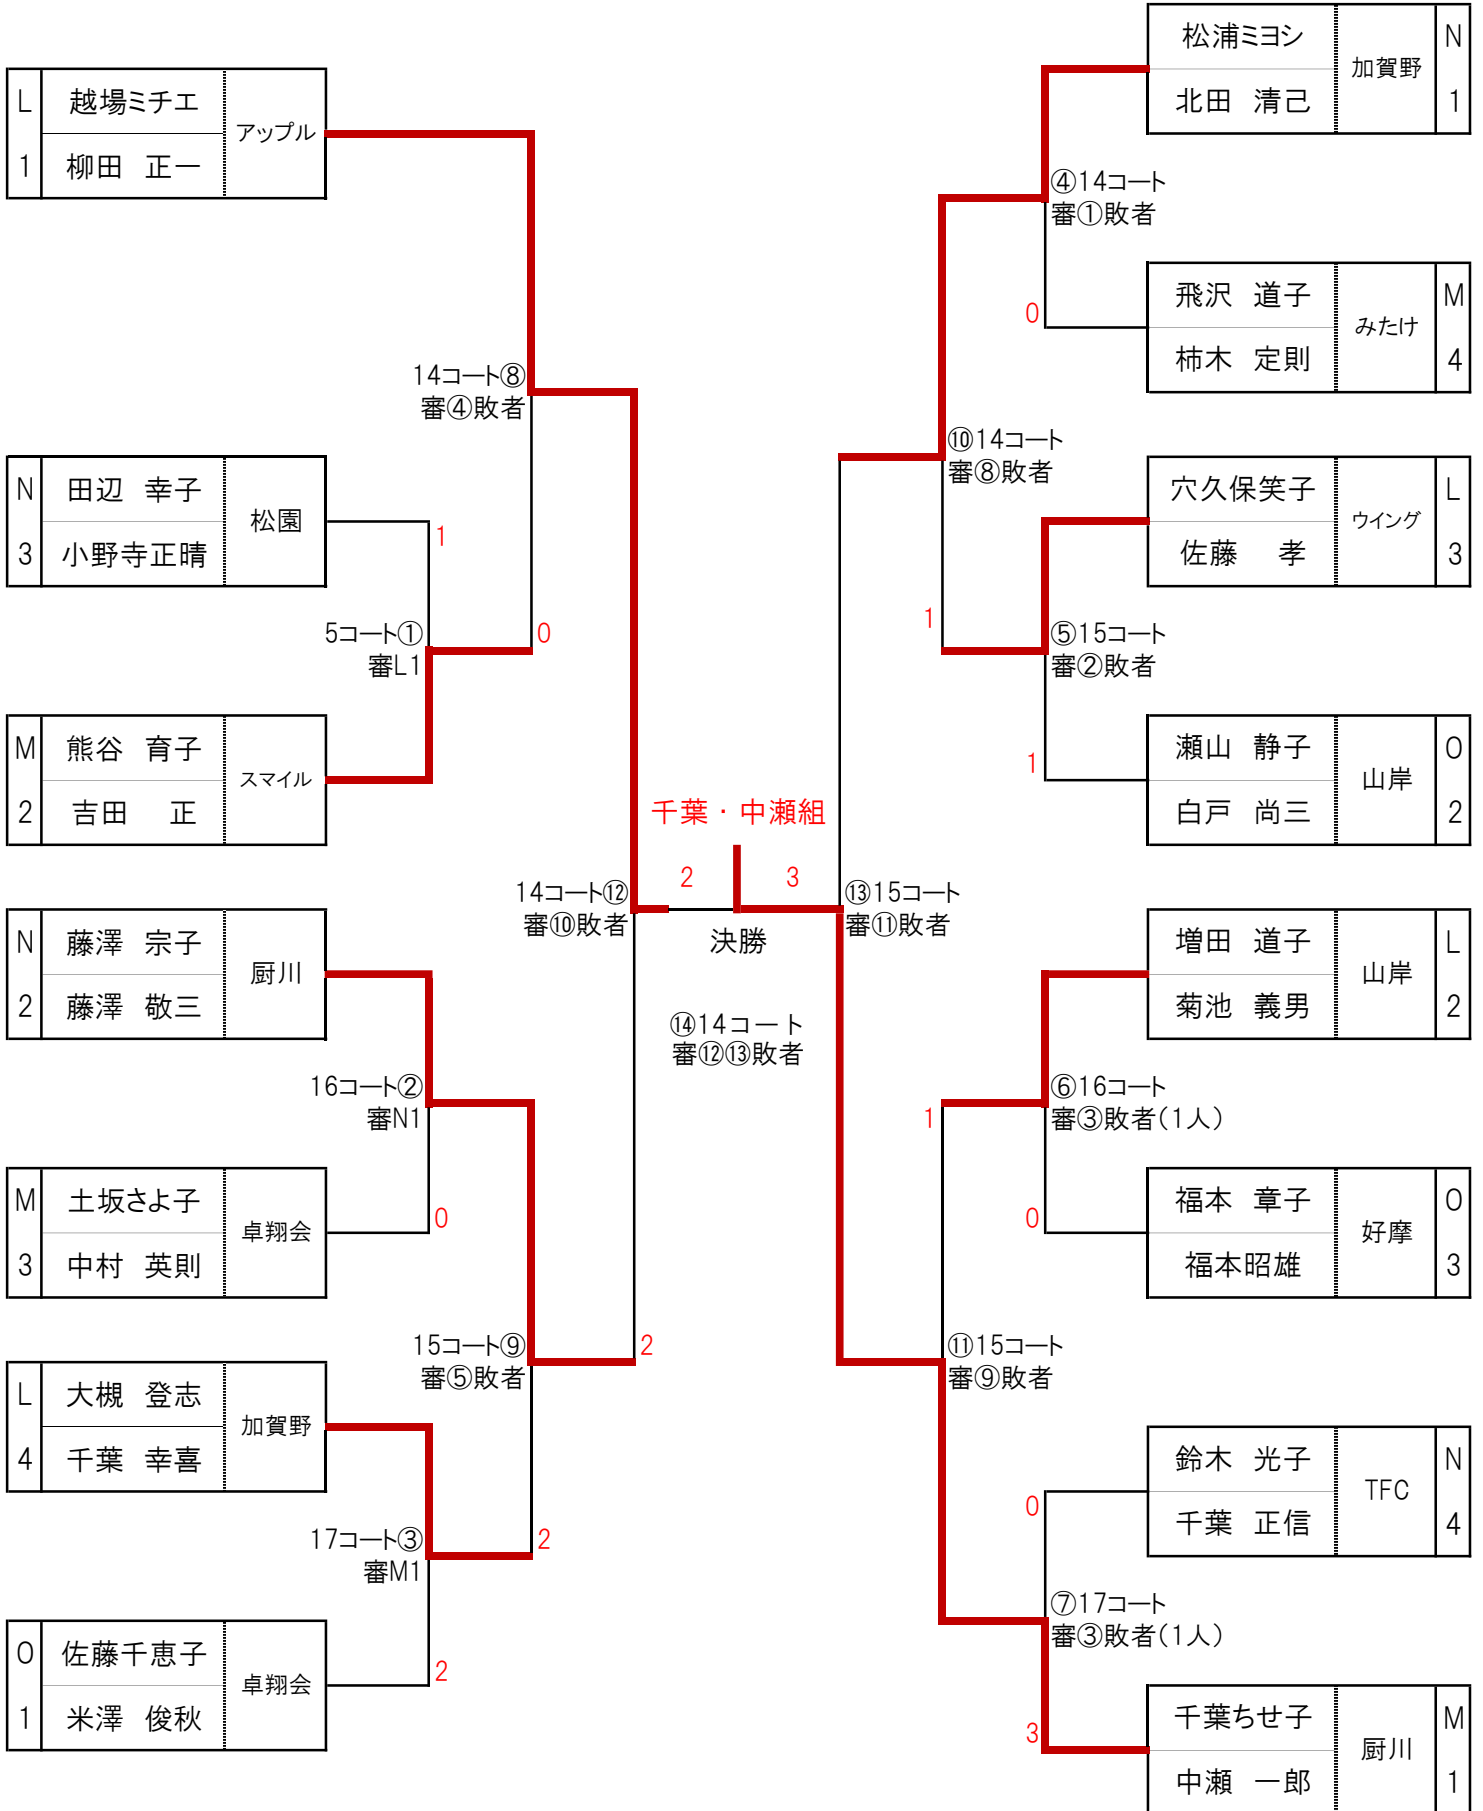 L
1
越場ミチエ
柳田 正一
アップル
14コート⑧
審④敗者
N
3
田辺 幸子
小野寺正晴
松園
1
5コート①
審L1
0
M
2
熊谷 育子
吉田 正
スマイル
14コート⑫
審⑩敗者
N
2
藤澤 宗子
藤澤 敬三
厨川
16コート②
審N1
M
3
土坂さよ子
中村 英則
卓翔会
0
15コート⑨
審⑤敗者
2
L
4
大槻 登志
千葉 幸喜
加賀野
17コート③
審M1
2
O
1
佐藤千恵子
米澤 俊秋
卓翔会
2
千葉・中瀬組
2
3
決勝
⑭14コート
審⑫⑬敗者
松浦ミヨシ
北田 清己
加賀野
N
1
④14コート
審①敗者
0
飛沢 道子
柿木 定則
みたけ
M
4
⑩14コート
審⑧敗者
穴久保笑子
佐藤 孝
ウイング
L
3
1
⑤15コート
審②敗者
1
瀬山 静子
白戸 尚三
山岸
O
2
⑬15コート
審⑪敗者
増田 道子
菊池 義男
山岸
L
2
1
⑥16コート
審③敗者(1人)
0
福本 章子
福本昭雄
好摩
O
3
⑪15コート
審⑨敗者
鈴木 光子
千葉 正信
TFC
N
4
0
⑦17コート
審③敗者(1人)
3
千葉ちせ子
中瀬 一郎
厨川
M
1